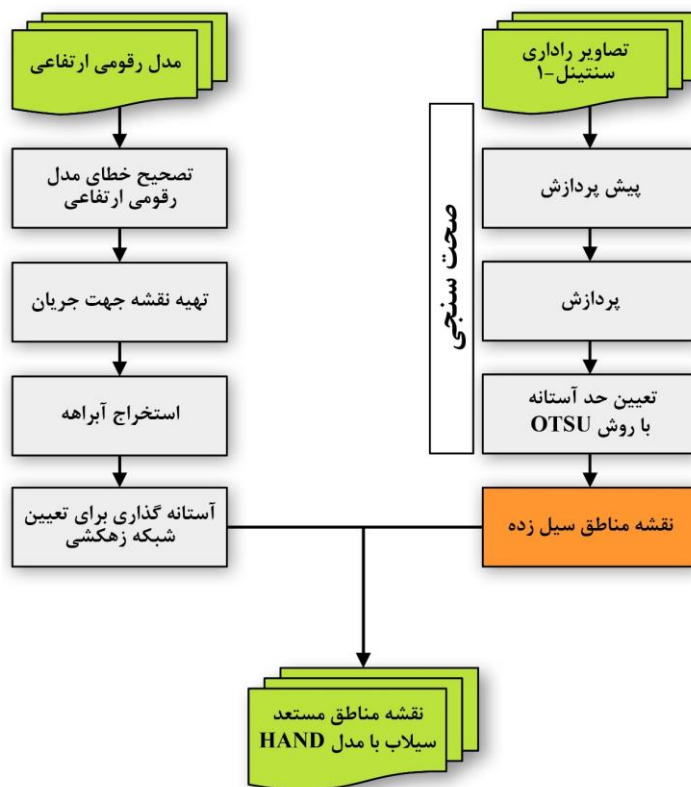 تصاویر راداری
سنتینل-۱
پیش پردازش
پردازش
تعیین حد آستانه
با روش OTSU
نقشه مناطق سیل زده
صحت سنجی
مدل رقومی ارتفاعی
تصحیح خطای مدل
رقومی ارتفاعی
تهیه نقشه جهت جریان
استخراج آبراهه
آستانه گذاری برای تعیین
شبکه زهکشی
نقشه مناطق مستعد
سیلاب با مدل HAND